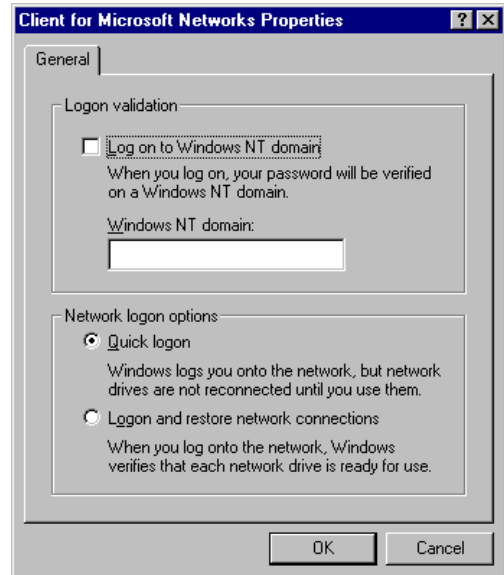 Client for Microsoft Networks Properties
General
Logon validation
Log on to Windows NT domain
When you log on, your password will be verified
on a Windows NT domain.
Windows NT domain:
Network logon options
Quick logon
Windows logs you onto the network, but network
drives are not reconnected until you use them.
Logon and restore network connections
When you log onto the network, Windows
verifies that each network drive is ready for use.
OK Cancel